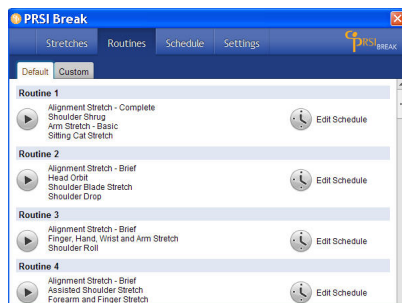 PRSI Break
Stretches Routines Schedule Settings
PRSI BREAK
Default Custom
Routine 1
Alignment Stretch - Complete
Shoulder Shrug
Arm Stretch - Basic
Sitting Cat Stretch
Edit Schedule
Routine 2
Alignment Stretch - Brief
Head Orbit
Shoulder Blade Stretch
Shoulder Drop
Edit Schedule
Routine 3
Alignment Stretch - Brief
Finger, Hand, Wrist and Arm Stretch
Shoulder Roll
Edit Schedule
Routine 4
Alignment Stretch - Brief
Assisted Shoulder Stretch
Forearm and Finger Stretch
Edit Schedule